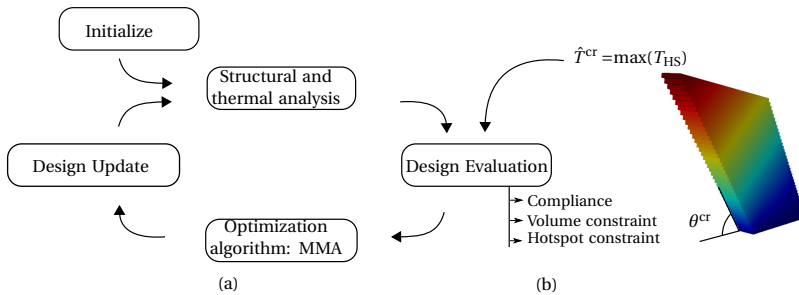 Initialize
Structural and
thermal analysis
Design Update
Optimization
algorithm: MMA
(a)
T̂ᶜʳ =max(T_HS)
Design Evaluation
Compliance
Volume constraint
Hotspot constraint
θᶜʳ
(b)